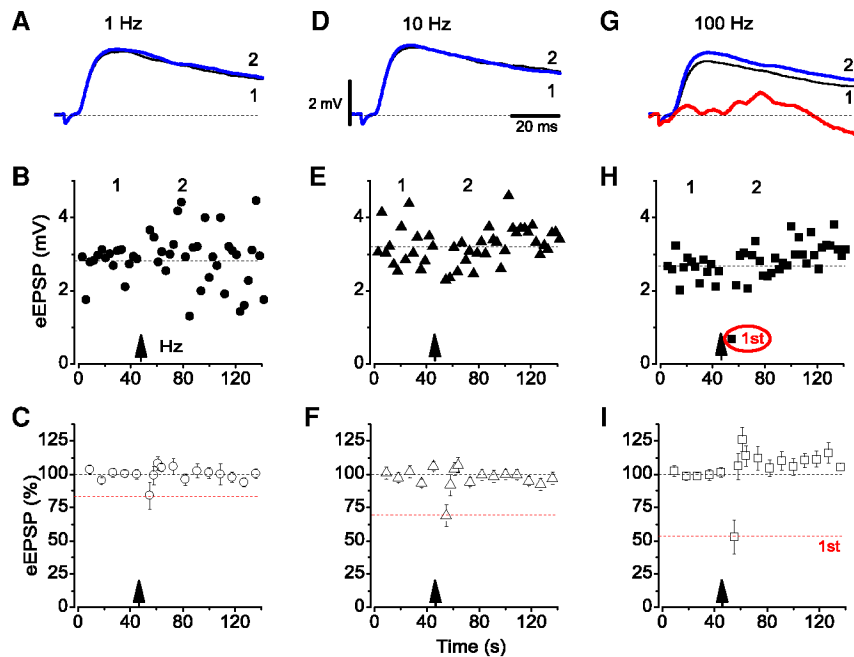 A 1 Hz D 10 Hz G 100 Hz
2 2 2
1 1 1
2 mV
20 ms
B 1 2 E 1 2 H 1 2
eEPSP (mV)
4 4 4
2 2 2
Hz 1st
0 0 0
0 40 80 120 0 40 80 120 0 40 80 120
C F I
eEPSP (%)
125 125 125
100 100 100
75 75 75
50 50 50
1st
25 25 125
0 0 100
0 40 80 120 0 40 80 120 0 40 80 120
Time (s)